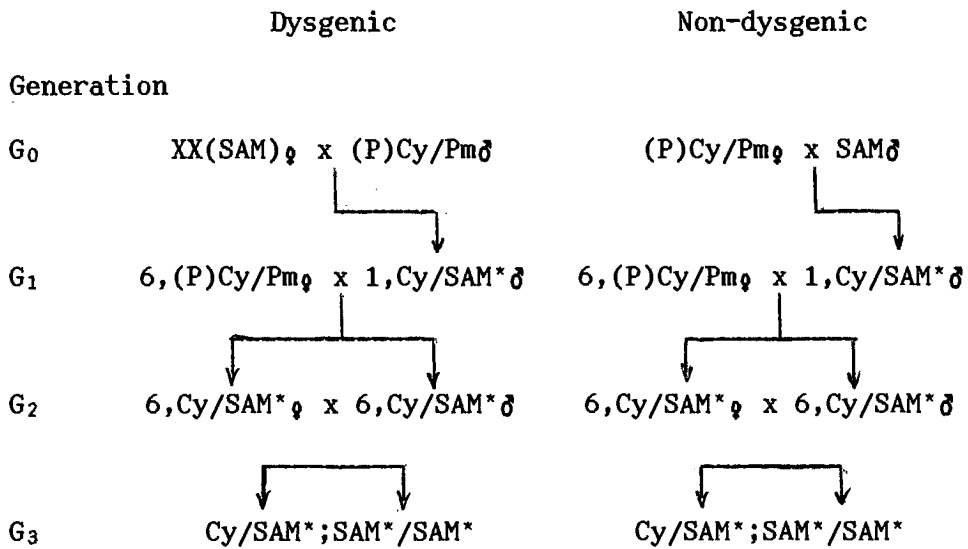 Dysgenic Non-dysgenic
Generation
G₀ XX(SAM)♀ x (P)Cy/Pm♂ (P)Cy/Pm♀ x SAM♂
G₁ 6,(P)Cy/Pm♀ x 1,Cy/SAM*♂ 6,(P)Cy/Pm♀ x 1,Cy/SAM*♂
G₂ 6,Cy/SAM*♀ x 6,Cy/SAM*♂ 6,Cy/SAM*♀ x 6,Cy/SAM*♂
G₃ Cy/SAM*;SAM*/SAM* Cy/SAM*;SAM*/SAM*